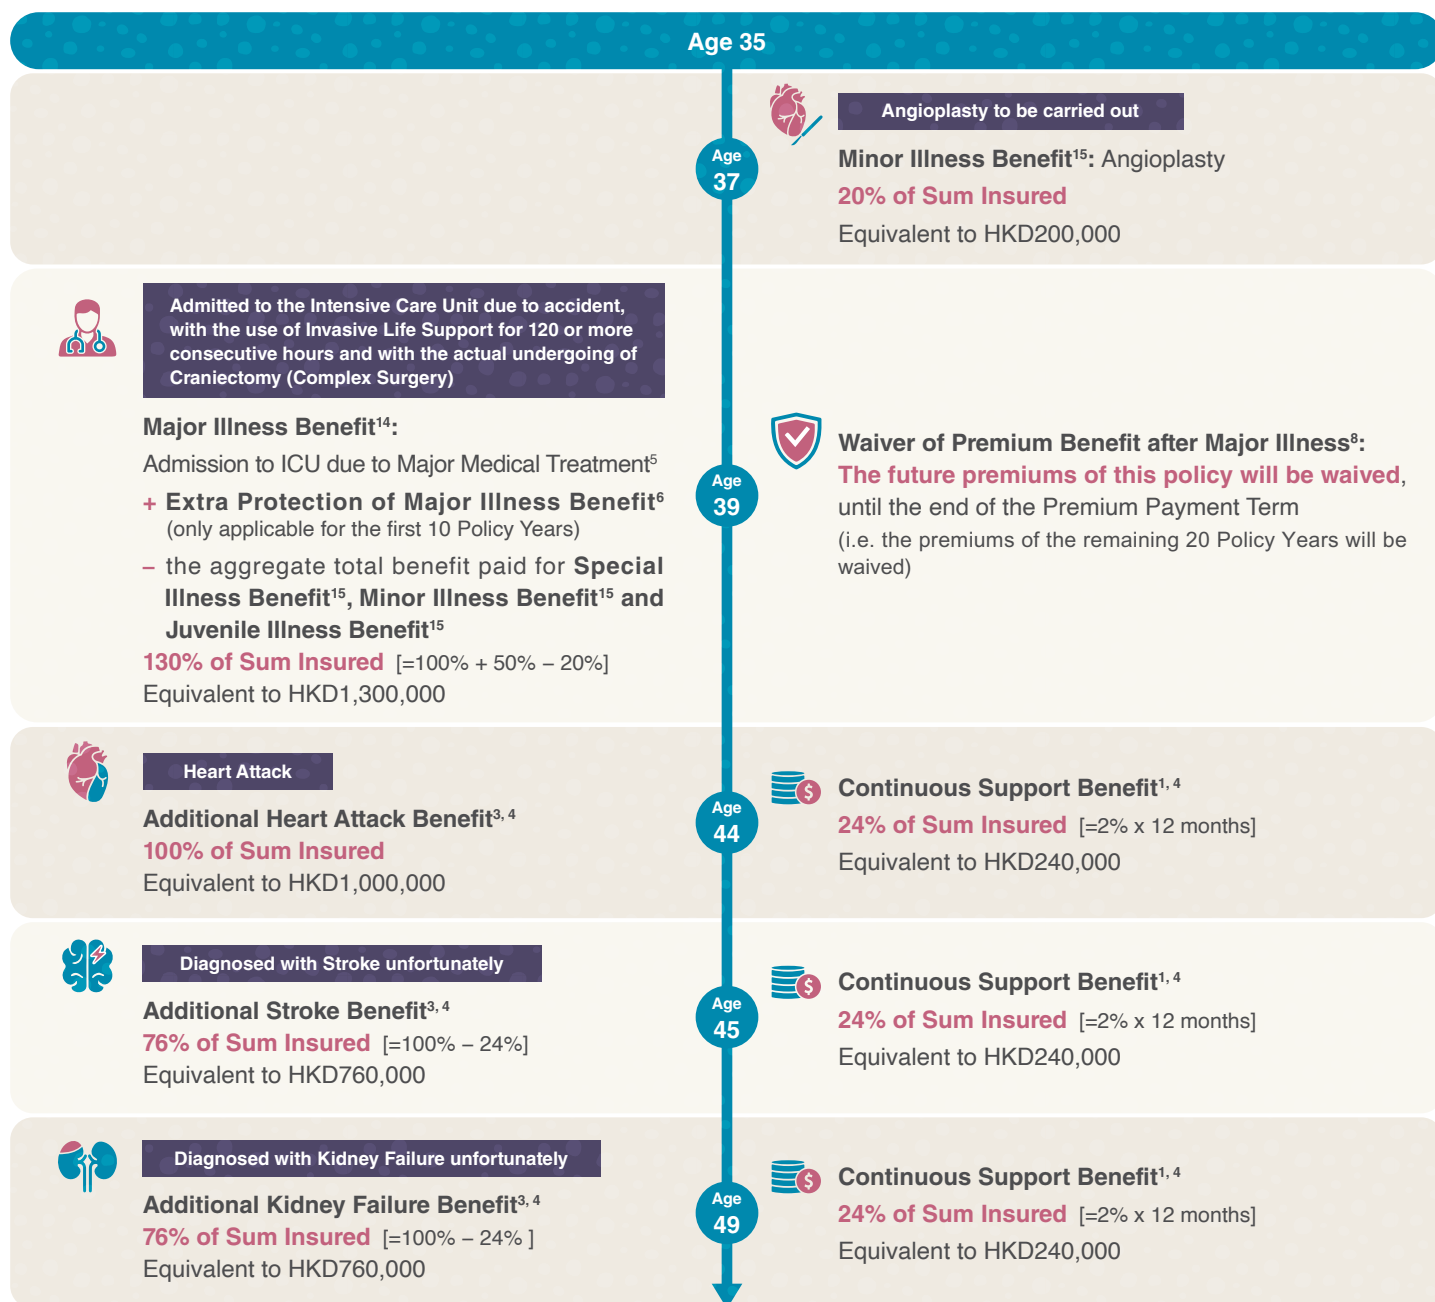 Age 35
Age
37
Angioplasty to be carried out
Minor Illness Benefit15: Angioplasty
20% of Sum Insured
Equivalent to HKD200,000
Admitted to the Intensive Care Unit due to accident,
with the use of Invasive Life Support for 120 or more
consecutive hours and with the actual undergoing of
Craniectomy (Complex Surgery)
Major Illness Benefit14:
Admission to ICU due to Major Medical Treatment5
+ Extra Protection of Major Illness Benefit6
(only applicable for the first 10 Policy Years)
– the aggregate total benefit paid for Special
Illness Benefit15, Minor Illness Benefit15 and
Juvenile Illness Benefit15
130% of Sum Insured [=100% + 50% – 20%]
Equivalent to HKD1,300,000
Age
39
Waiver of Premium Benefit after Major Illness8:
The future premiums of this policy will be waived,
until the end of the Premium Payment Term
(i.e. the premiums of the remaining 20 Policy Years will be
waived)
Heart Attack
Additional Heart Attack Benefit3, 4
100% of Sum Insured
Equivalent to HKD1,000,000
Age
44
Continuous Support Benefit1, 4
24% of Sum Insured [=2% x 12 months]
Equivalent to HKD240,000
Diagnosed with Stroke unfortunately
Additional Stroke Benefit3, 4
76% of Sum Insured [=100% – 24%]
Equivalent to HKD760,000
Age
45
Continuous Support Benefit1, 4
24% of Sum Insured [=2% x 12 months]
Equivalent to HKD240,000
Diagnosed with Kidney Failure unfortunately
Additional Kidney Failure Benefit3, 4
76% of Sum Insured [=100% – 24% ]
Equivalent to HKD760,000
Age
49
Continuous Support Benefit1, 4
24% of Sum Insured [=2% x 12 months]
Equivalent to HKD240,000